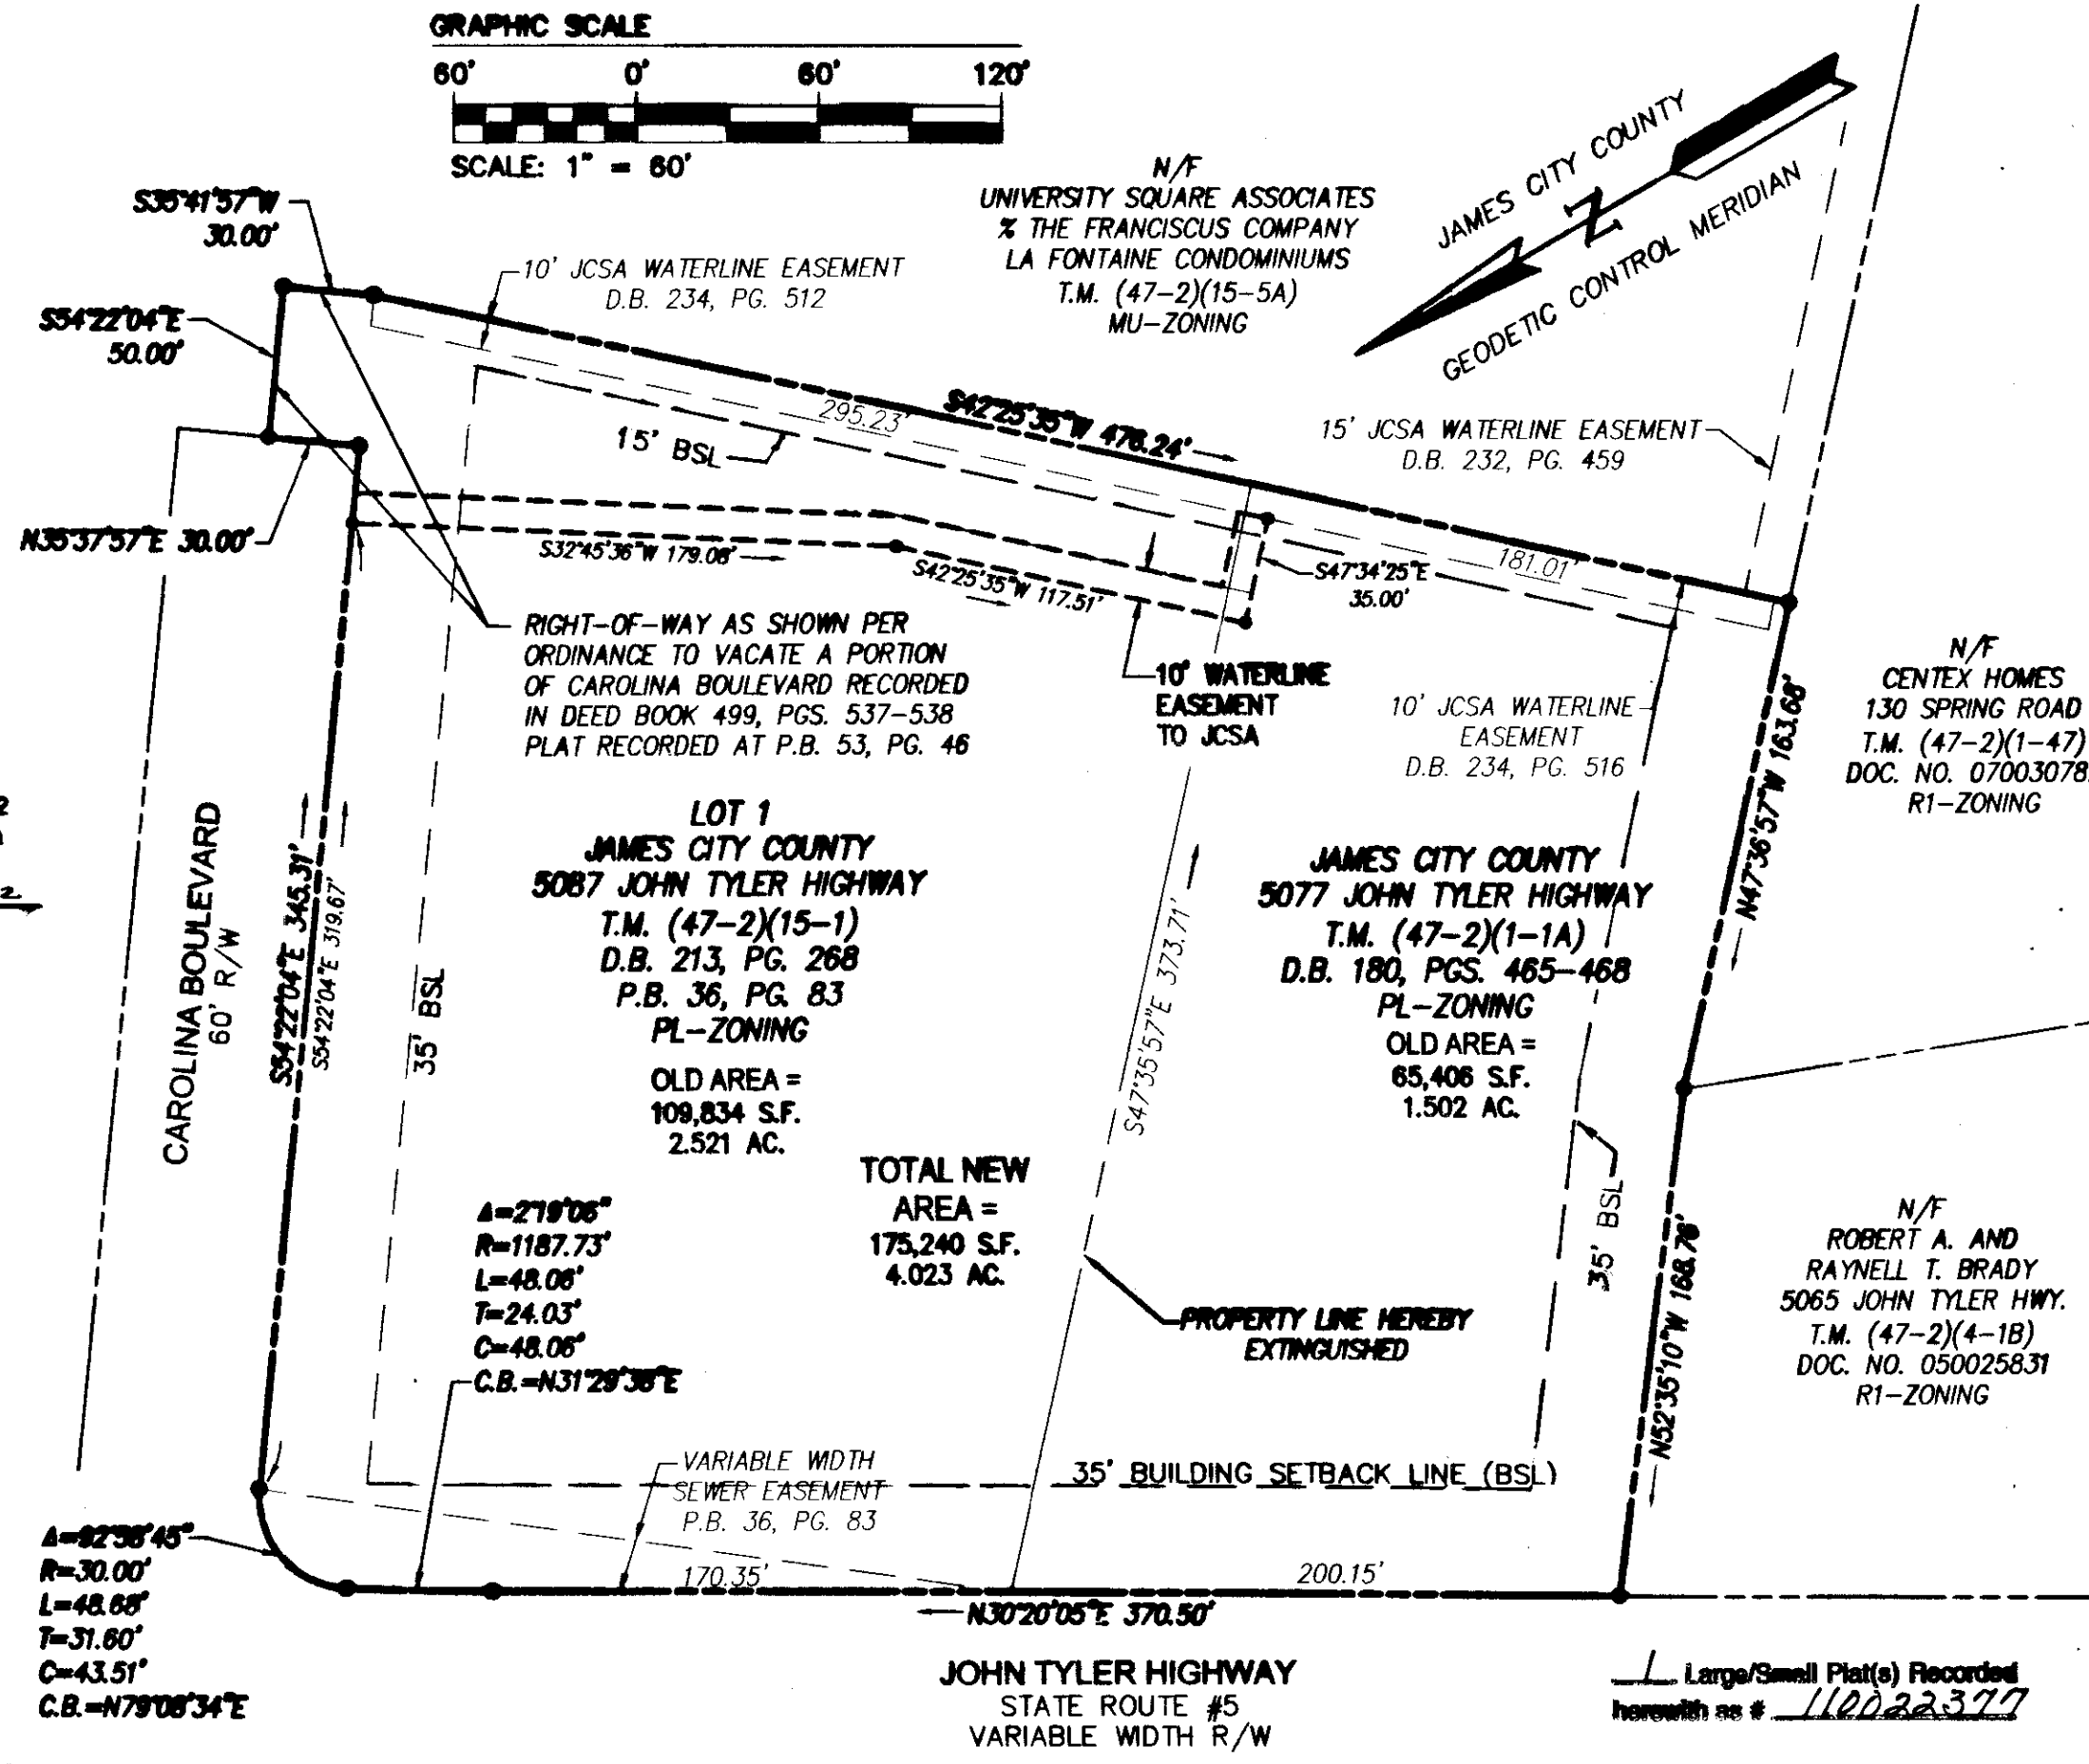 GRAPHIC SCALE
60' 0' 60' 120'
SCALE: 1" = 60'
N/F
UNIVERSITY SQUARE ASSOCIATES
% THE FRANCISCUS COMPANY
LA FONTAINE CONDOMINIUMS
T.M. (47-2)(15-5A)
MU-ZONING
JAMES CITY COUNTY
N
GEODETIC CONTROL MERIDIAN
S35°41'57"W
30.00'
10' JCSA WATERLINE EASEMENT
D.B. 234, PG. 512
S54°22'04"E
50.00'
N35°37'57"E 30.00'
15' BSL
295.23'
S42°25'35"W 476.24'
15' JCSA WATERLINE EASEMENT
D.B. 232, PG. 459
S32°45'36"W 179.08'
S42°25'35"W 117.51'
S47°34'25"E
35.00'
181.01'
RIGHT-OF-WAY AS SHOWN PER
ORDINANCE TO VACATE A PORTION
OF CAROLINA BOULEVARD RECORDED
IN DEED BOOK 499, PGS. 537-538
PLAT RECORDED AT P.B. 53, PG. 46
10' WATERLINE
EASEMENT
TO JCSA
10' JCSA WATERLINE
EASEMENT
D.B. 234, PG. 516
N47°36'57"W 163.68'
N/F
CENTEX HOMES
130 SPRING ROAD
T.M. (47-2)(1-47)
DOC. NO. 07003078
R1-ZONING
CAROLINA BOULEVARD
60' R/W
S54°22'04"E 345.31'
S54°22'04"E 319.67'
35' BSL
LOT 1
JAMES CITY COUNTY
5087 JOHN TYLER HIGHWAY
T.M. (47-2)(15-1)
D.B. 213, PG. 268
P.B. 36, PG. 83
PL-ZONING
OLD AREA =
109,834 S.F.
2.521 AC.
S47°35'57"E 373.71'
JAMES CITY COUNTY
5077 JOHN TYLER HIGHWAY
T.M. (47-2)(1-1A)
D.B. 180, PGS. 465-468
PL-ZONING
OLD AREA =
65,406 S.F.
1.502 AC.
TOTAL NEW
AREA =
175,240 S.F.
4.023 AC.
Δ=2°19'06"
R=1187.73'
L=48.06'
T=24.03'
C=48.06'
C.B.=N31°29'38"E
PROPERTY LINE HEREBY
EXTINGUISHED
35' BSL
N52°35'10"W 168.76'
N/F
ROBERT A. AND
RAYNELL T. BRADY
5065 JOHN TYLER HWY.
T.M. (47-2)(4-1B)
DOC. NO. 050025831
R1-ZONING
VARIABLE WIDTH
SEWER EASEMENT
P.B. 36, PG. 83
35' BUILDING SETBACK LINE (BSL)
Δ=92°58'45"
R=30.00'
L=48.68'
T=31.60'
C=43.51'
C.B.=N79°08'34"E
170.35'
200.15'
N30°20'05"E 370.50'
JOHN TYLER HIGHWAY
STATE ROUTE #5
VARIABLE WIDTH R/W
Large/Small Plat(s) Recorded
herewith as # 110022377